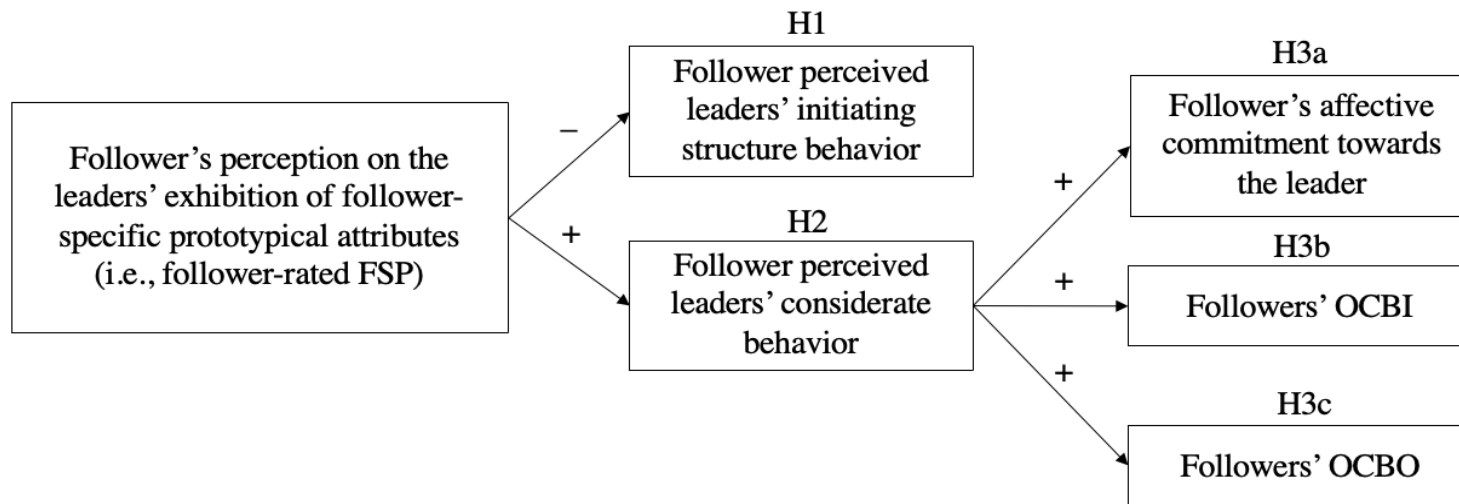 Follower’s perception on the
leaders’ exhibition of follower-
specific prototypical attributes
(i.e., follower-rated FSP)
−
+
H1
Follower perceived
leaders’ initiating
structure behavior
H2
Follower perceived
leaders’ considerate
behavior
+
+
+
H3a
Follower’s affective
commitment towards
the leader
H3b
Followers’ OCBI
H3c
Followers’ OCBO